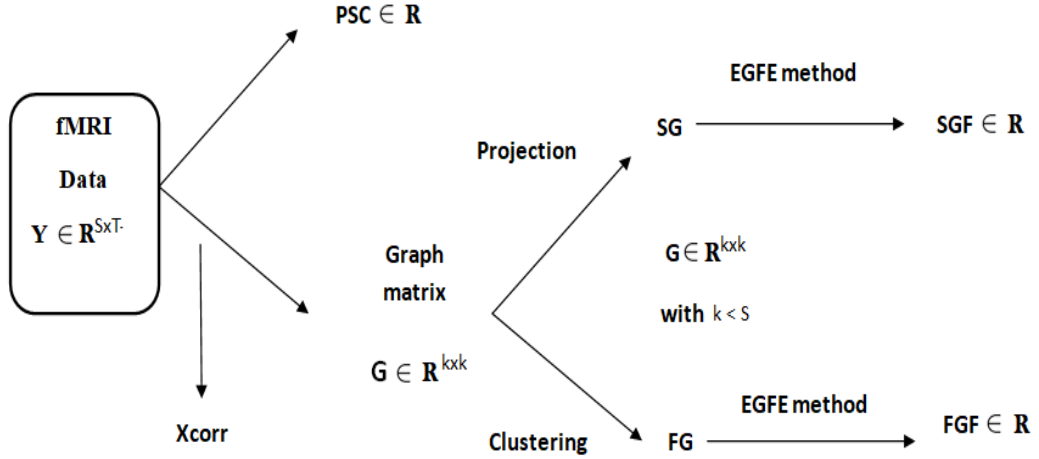 PSC ∈ R
fMRI
Data
Y ∈ R^SxT.
EGFE method
SG
SGF ∈ R
Projection
Graph
matrix
G ∈ R^kxk
G ∈ R^kxk
with k < S
Xcorr
Clustering
EGFE method
FG
FGF ∈ R